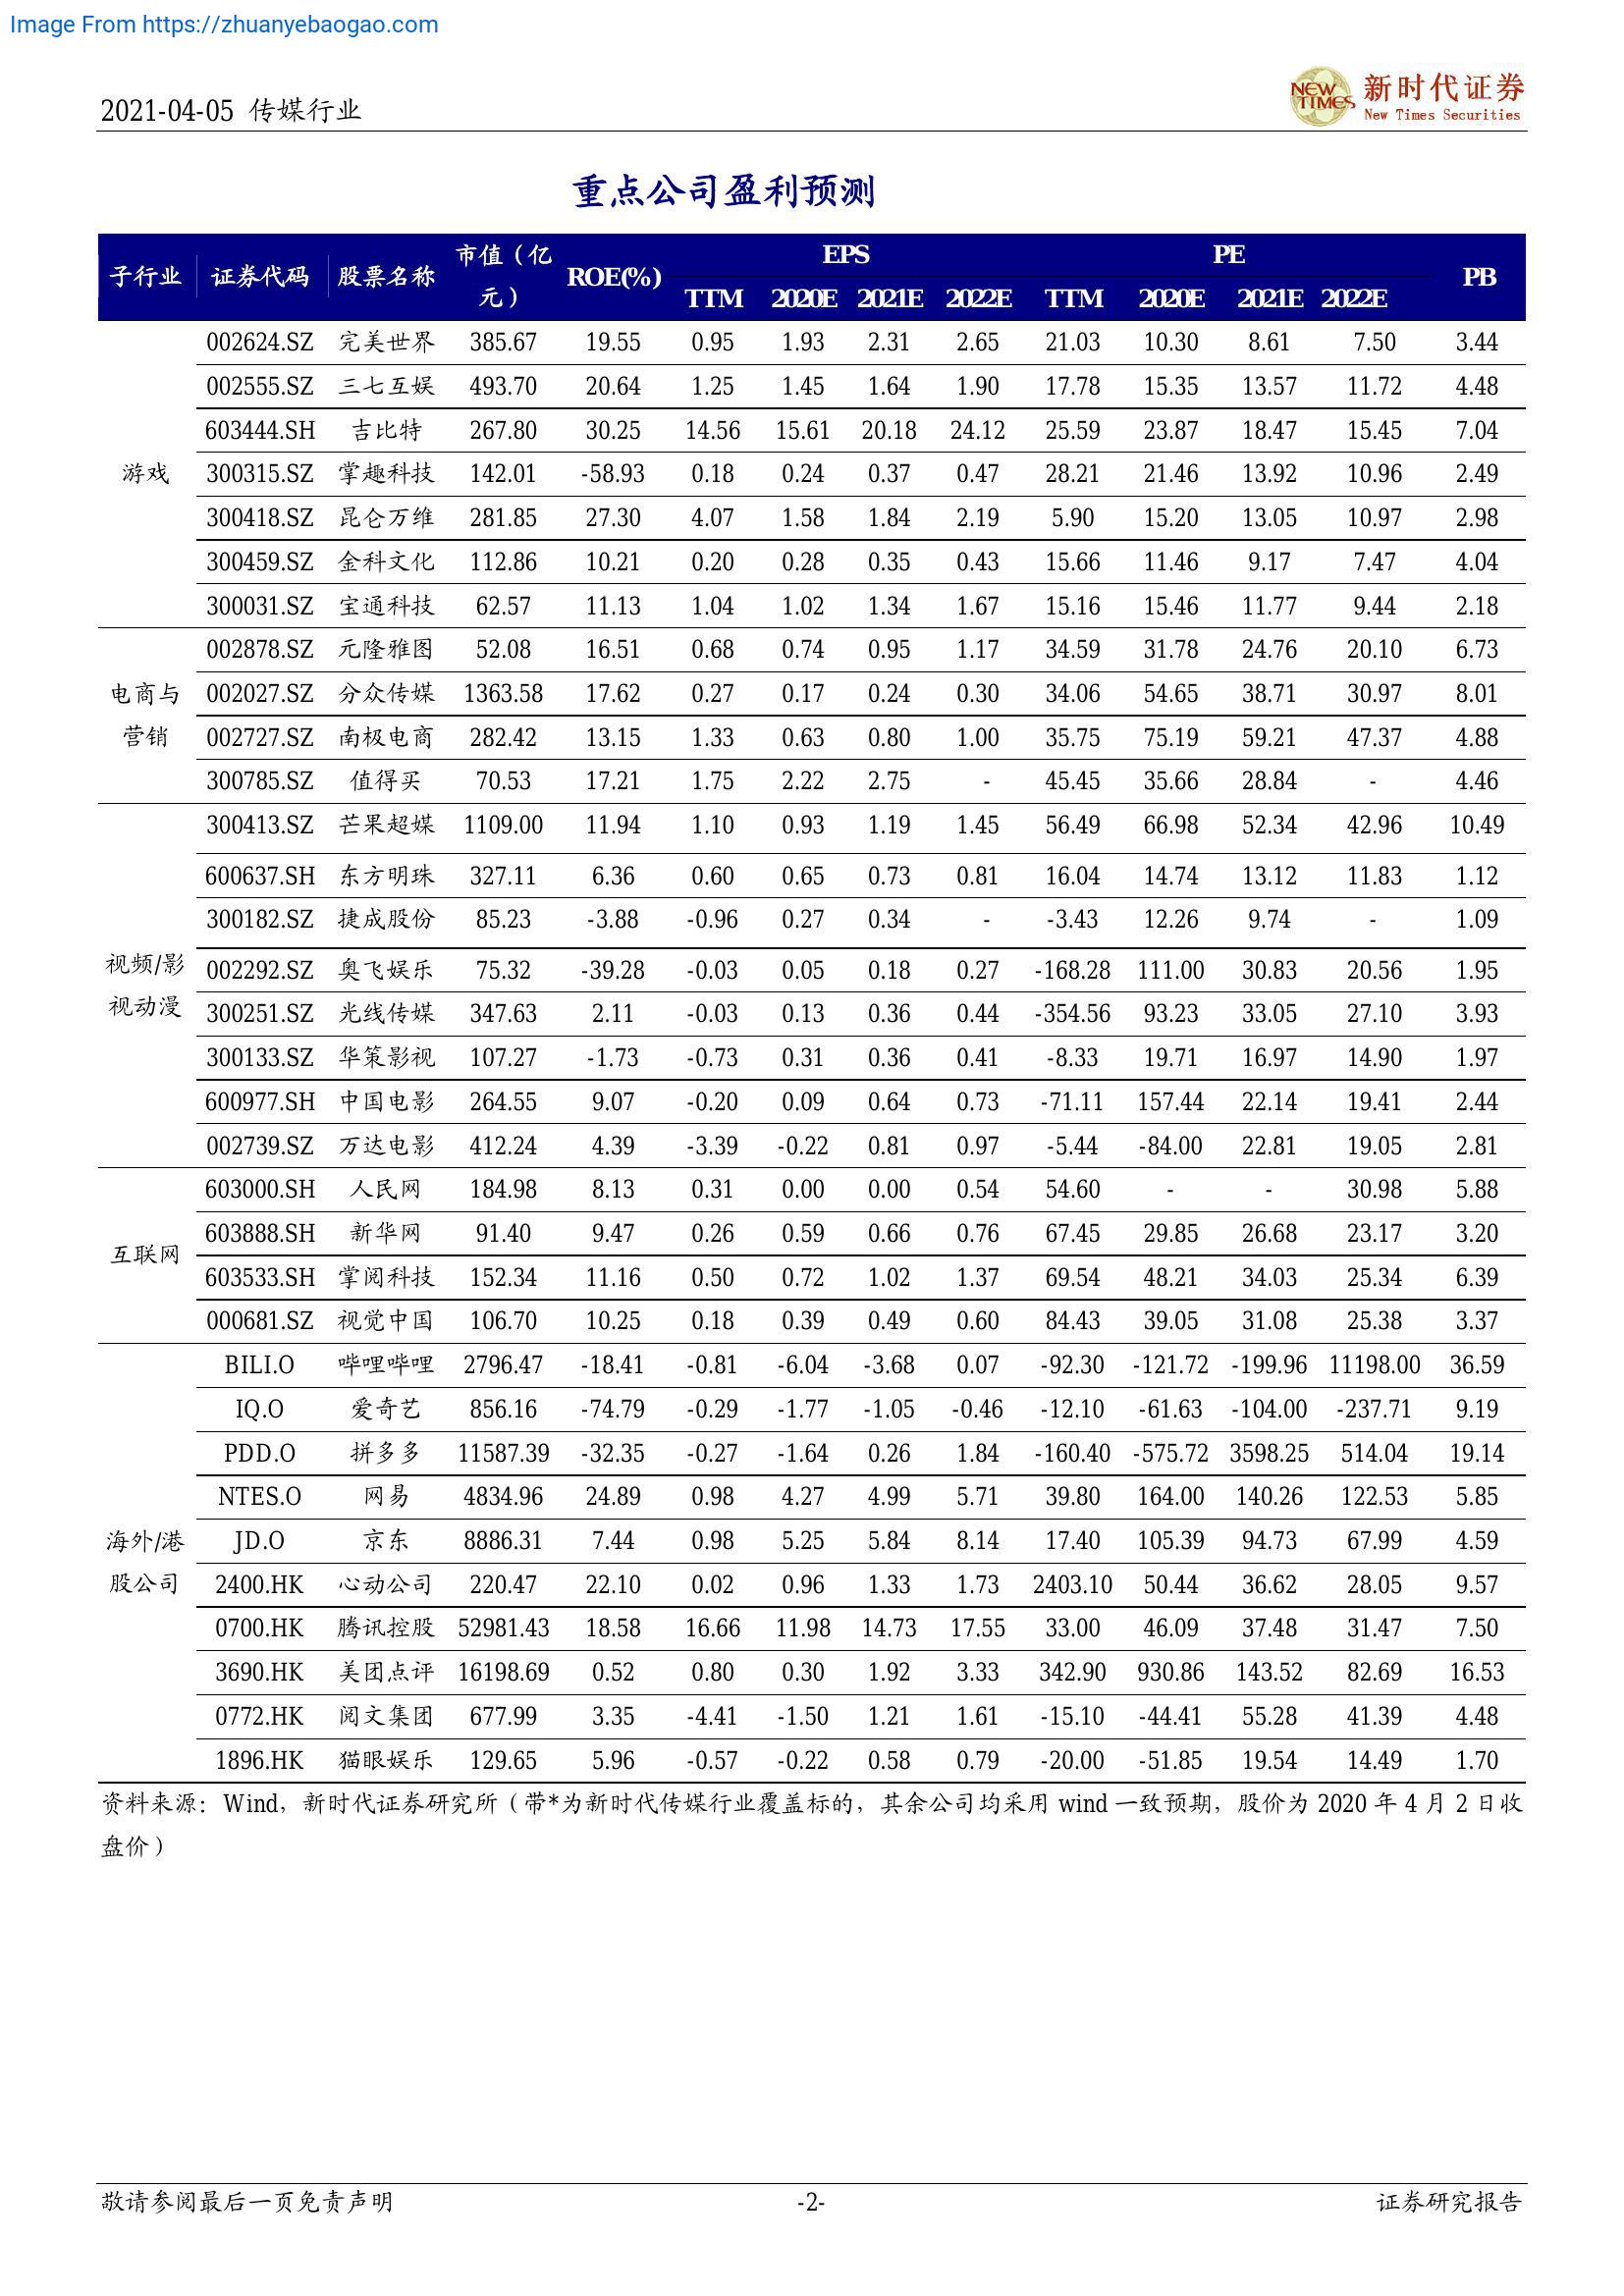 Image From https://zhuanyebaogao.com
2021-04-05 传媒行业
NEW TIMES 新时代证券
New Times Securities
重点公司盈利预测
子行业 证券代码 股票名称 市值（亿元） ROE(%) EPS PE PB
TTM 2020E 2021E 2022E TTM 2020E 2021E 2022E
游戏
002624.SZ 完美世界 385.67 19.55 0.95 1.93 2.31 2.65 21.03 10.30 8.61 7.50 3.44
002555.SZ 三七互娱 493.70 20.64 1.25 1.45 1.64 1.90 17.78 15.35 13.57 11.72 4.48
603444.SH 吉比特 267.80 30.25 14.56 15.61 20.18 24.12 25.59 23.87 18.47 15.45 7.04
300315.SZ 掌趣科技 142.01 -58.93 0.18 0.24 0.37 0.47 28.21 21.46 13.92 10.96 2.49
300418.SZ 昆仑万维 281.85 27.30 4.07 1.58 1.84 2.19 5.90 15.20 13.05 10.97 2.98
300459.SZ 金科文化 112.86 10.21 0.20 0.28 0.35 0.43 15.66 11.46 9.17 7.47 4.04
300031.SZ 宝通科技 62.57 11.13 1.04 1.02 1.34 1.67 15.16 15.46 11.77 9.44 2.18
电商与营销
002878.SZ 元隆雅图 52.08 16.51 0.68 0.74 0.95 1.17 34.59 31.78 24.76 20.10 6.73
002027.SZ 分众传媒 1363.58 17.62 0.27 0.17 0.24 0.30 34.06 54.65 38.71 30.97 8.01
002727.SZ 南极电商 282.42 13.15 1.33 0.63 0.80 1.00 35.75 75.19 59.21 47.37 4.88
300785.SZ 值得买 70.53 17.21 1.75 2.22 2.75 - 45.45 35.66 28.84 - 4.46
视频/影视动漫
300413.SZ 芒果超媒 1109.00 11.94 1.10 0.93 1.19 1.45 56.49 66.98 52.34 42.96 10.49
600637.SH 东方明珠 327.11 6.36 0.60 0.65 0.73 0.81 16.04 14.74 13.12 11.83 1.12
300182.SZ 捷成股份 85.23 -3.88 -0.96 0.27 0.34 - -3.43 12.26 9.74 - 1.09
002292.SZ 奥飞娱乐 75.32 -39.28 -0.03 0.05 0.18 0.27 -168.28 111.00 30.83 20.56 1.95
300251.SZ 光线传媒 347.63 2.11 -0.03 0.13 0.36 0.44 -354.56 93.23 33.05 27.10 3.93
300133.SZ 华策影视 107.27 -1.73 -0.73 0.31 0.36 0.41 -8.33 19.71 16.97 14.90 1.97
600977.SH 中国电影 264.55 9.07 -0.20 0.09 0.64 0.73 -71.11 157.44 22.14 19.41 2.44
002739.SZ 万达电影 412.24 4.39 -3.39 -0.22 0.81 0.97 -5.44 -84.00 22.81 19.05 2.81
互联网
603000.SH 人民网 184.98 8.13 0.31 0.00 0.00 0.54 54.60 - - 30.98 5.88
603888.SH 新华网 91.40 9.47 0.26 0.59 0.66 0.76 67.45 29.85 26.68 23.17 3.20
603533.SH 掌阅科技 152.34 11.16 0.50 0.72 1.02 1.37 69.54 48.21 34.03 25.34 6.39
000681.SZ 视觉中国 106.70 10.25 0.18 0.39 0.49 0.60 84.43 39.05 31.08 25.38 3.37
海外/港股公司
BILI.O 哔哩哔哩 2796.47 -18.41 -0.81 -6.04 -3.68 0.07 -92.30 -121.72 -199.96 11198.00 36.59
IQ.O 爱奇艺 856.16 -74.79 -0.29 -1.77 -1.05 -0.46 -12.10 -61.63 -104.00 -237.71 9.19
PDD.O 拼多多 11587.39 -32.35 -0.27 -1.64 0.26 1.84 -160.40 -575.72 3598.25 514.04 19.14
NTES.O 网易 4834.96 24.89 0.98 4.27 4.99 5.71 39.80 164.00 140.26 122.53 5.85
JD.O 京东 8886.31 7.44 0.98 5.25 5.84 8.14 17.40 105.39 94.73 67.99 4.59
2400.HK 心动公司 220.47 22.10 0.02 0.96 1.33 1.73 2403.10 50.44 36.62 28.05 9.57
0700.HK 腾讯控股 52981.43 18.58 16.66 11.98 14.73 17.55 33.00 46.09 37.48 31.47 7.50
3690.HK 美团点评 16198.69 0.52 0.80 0.30 1.92 3.33 342.90 930.86 143.52 82.69 16.53
0772.HK 阅文集团 677.99 3.35 -4.41 -1.50 1.21 1.61 -15.10 -44.41 55.28 41.39 4.48
1896.HK 猫眼娱乐 129.65 5.96 -0.57 -0.22 0.58 0.79 -20.00 -51.85 19.54 14.49 1.70
资料来源：Wind，新时代证券研究所（带*为新时代传媒行业覆盖标的，其余公司均采用 wind 一致预期，股价为 2020 年 4 月 2 日收
盘价）
敬请参阅最后一页免责声明 -2- 证券研究报告